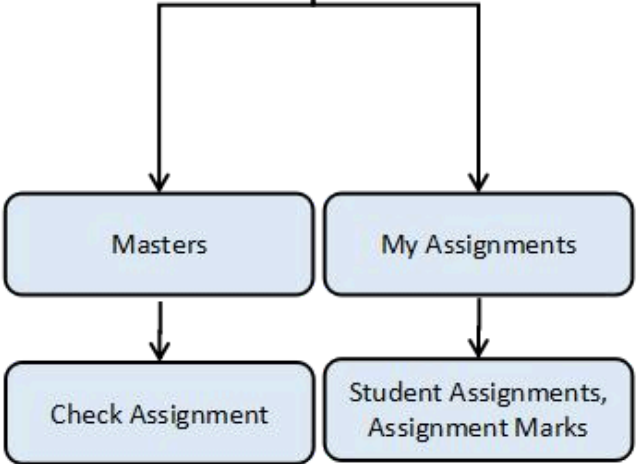 Masters
My Assignments
Check Assignment
Student Assignments,
Assignment Marks